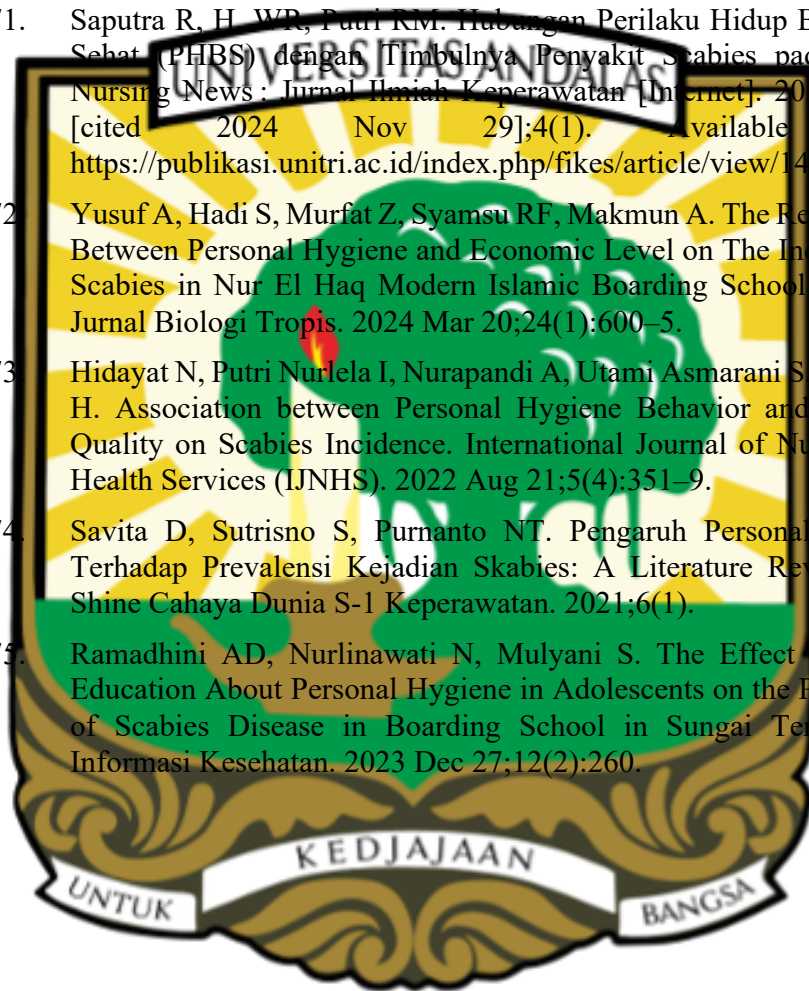 1. Saputra R, H, WR, Putri RM. Hubungan Perilaku Hidup
Sehat (PHBS) dengan Timbulnya Penyakit Scabies
UNIVERSITAS ANDALAS
Nursing News : Jurnal Ilmiah Keperawatan [Internet]. 20
[cited 2024 Nov 29];4(1). Available
https://publikasi.unitri.ac.id/index.php/fikes/article/view/14
2. Yusuf A, Hadi S, Murfat Z, Syamsu RF, Makmun A. The Re
Between Personal Hygiene and Economic Level on The In
Scabies in Nur El Haq Modern Islamic Boarding School
Jurnal Biologi Tropis. 2024 Mar 20;24(1):600–5.
3. Hidayat N, Putri Nurlela I, Nurapandi A, Utami Asmarani S
H. Association between Personal Hygiene Behavior and
Quality on Scabies Incidence. International Journal of Nu
Health Services (IJNHS). 2022 Aug 21;5(4):351–9.
4. Savita D, Sutrisno S, Purnanto NT. Pengaruh Personal
Terhadap Prevalensi Kejadian Skabies: A Literature Rev
Shine Cahaya Dunia S-1 Keperawatan. 2021;6(1).
5. Ramadhini AD, Nurlinawati N, Mulyani S. The Effect
Education About Personal Hygiene in Adolescents on the
of Scabies Disease in Boarding School in Sungai Te
Informasi Kesehatan. 2023 Dec 27;12(2):260.
UNTUK KEDJAJAAN BANGSA